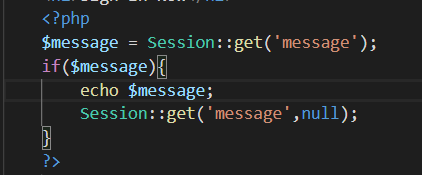 <?php
$message = Session::get('message');
if($message){
echo $message;
Session::get('message',null);
}
?>